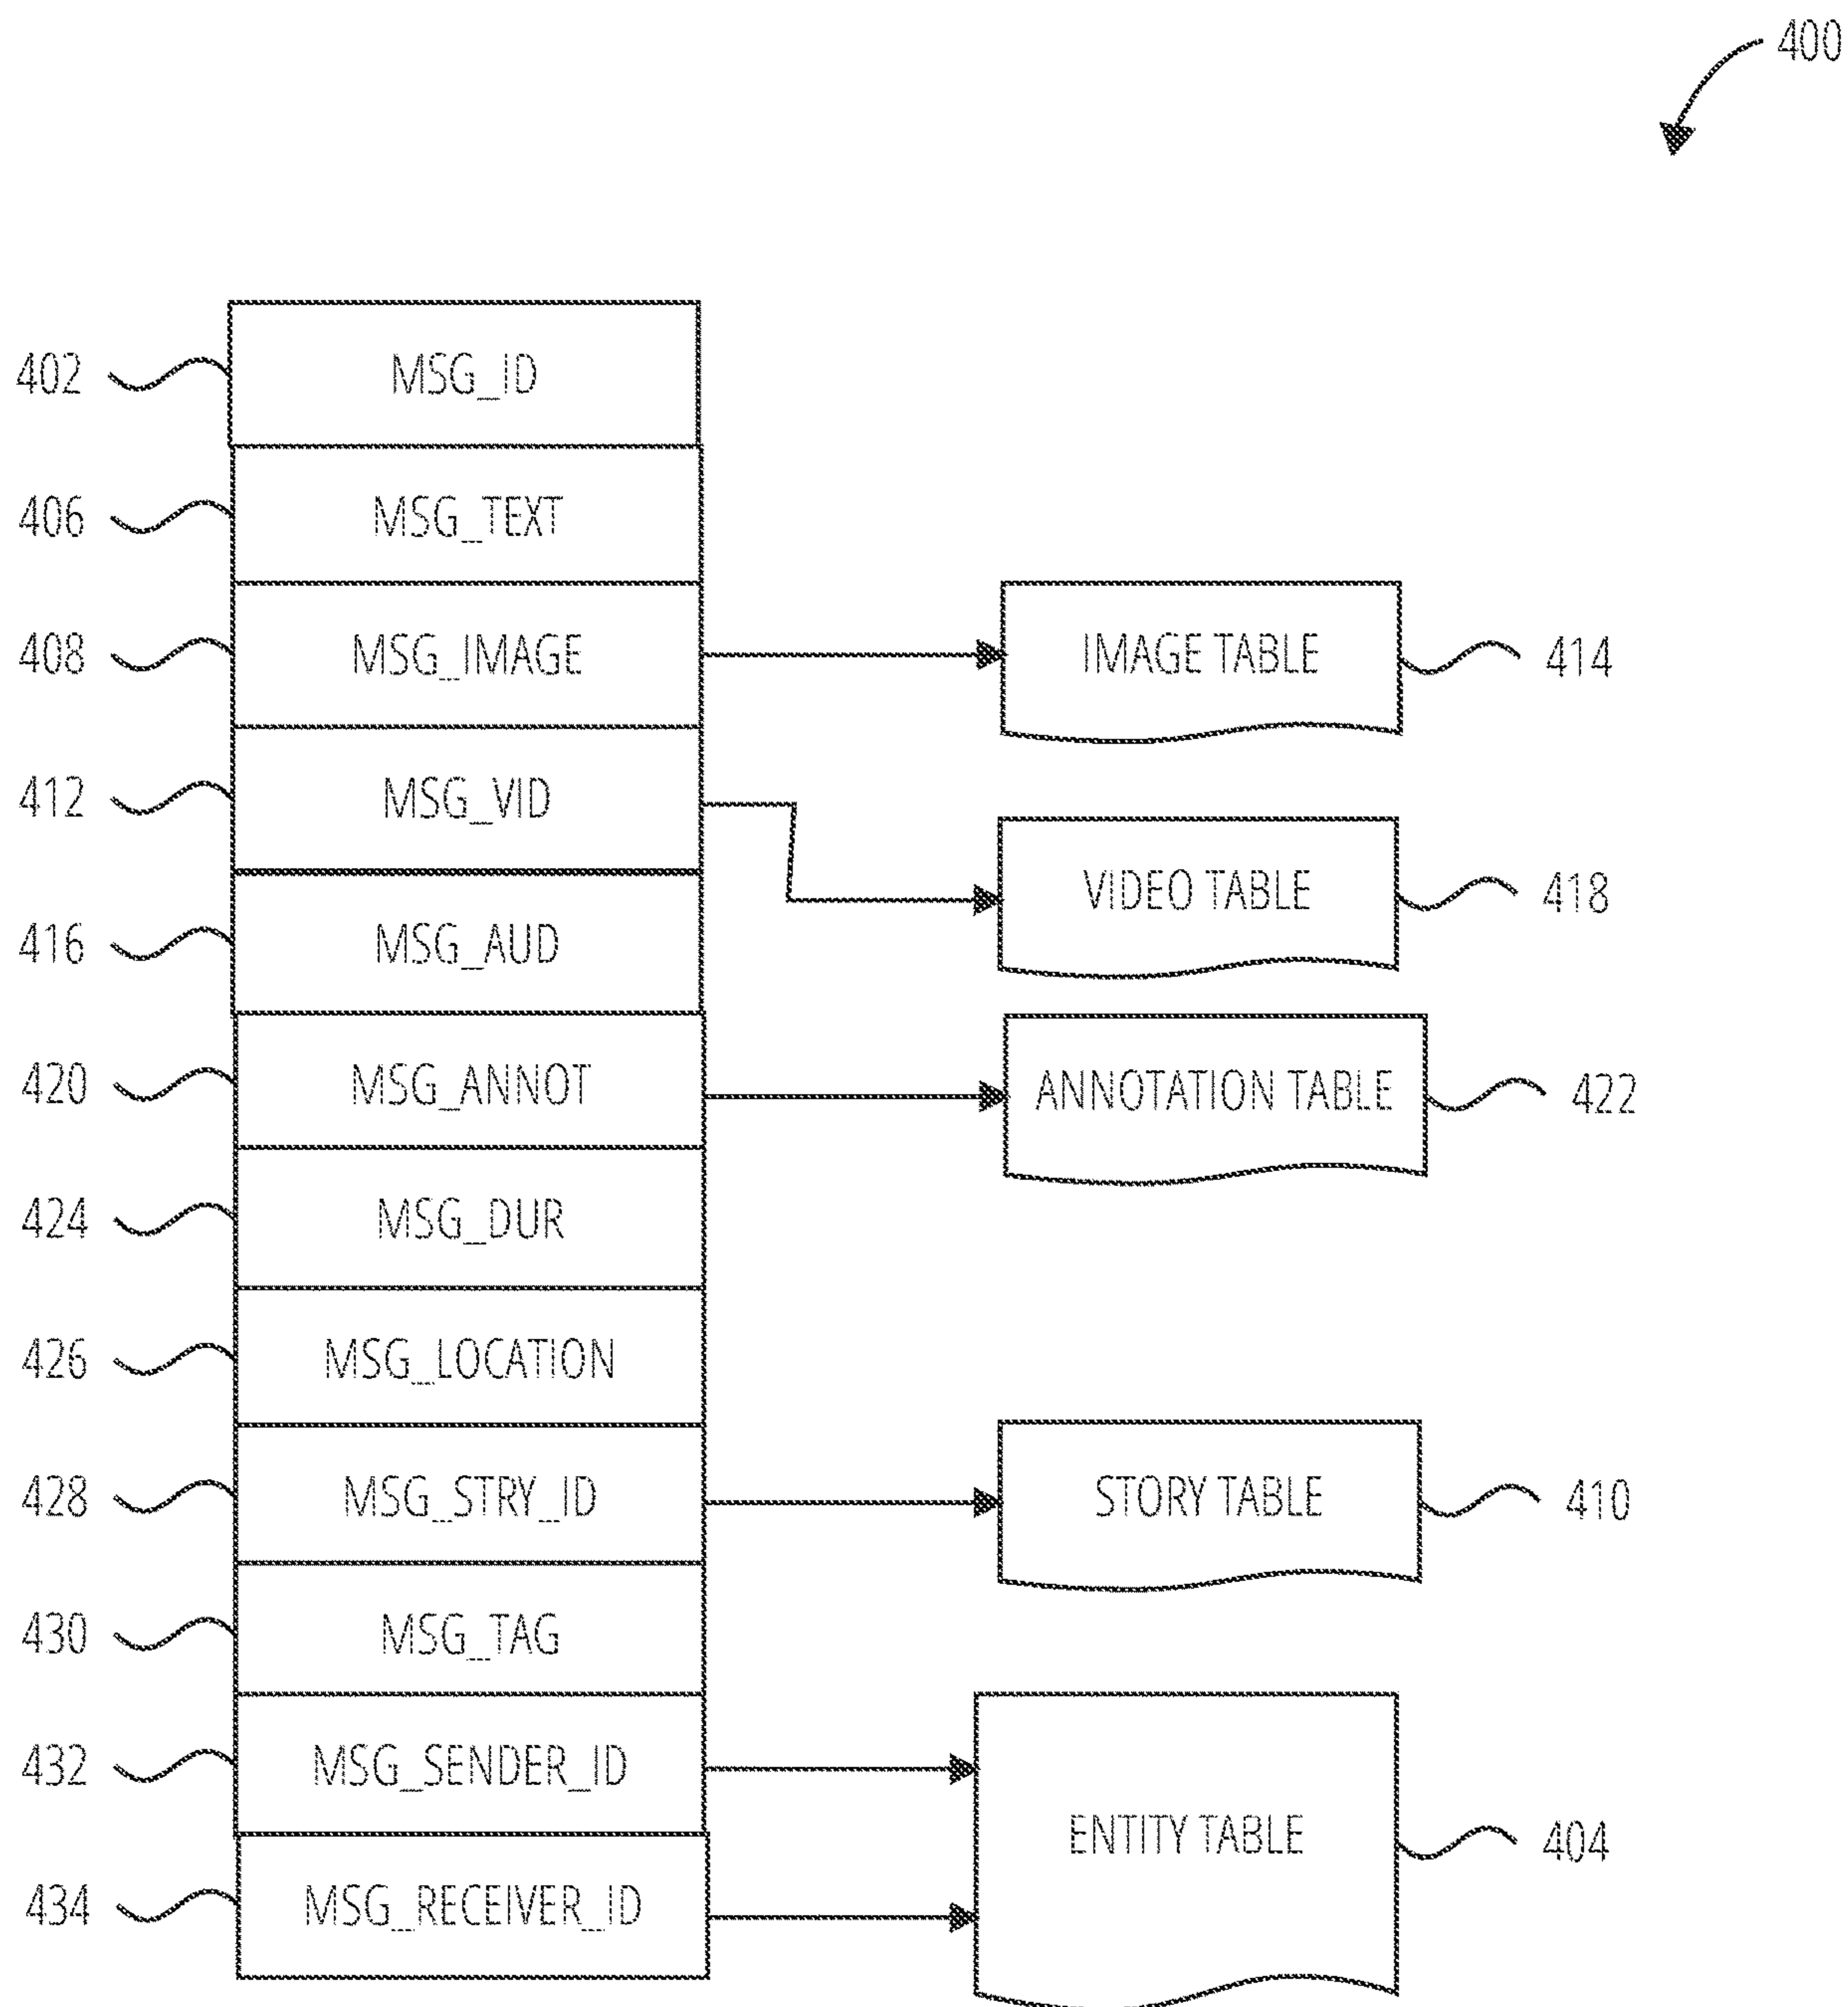 400
402 MSG_ID
406 MSG_TEXT
408 MSG_IMAGE IMAGE TABLE 414
412 MSG_VID
VIDEO TABLE 418
416 MSG_AUD
420 MSG_ANNOT ANNOTATION TABLE 422
424 MSG_DUR
426 MSG_LOCATION
428 MSG_STRY_ID STORY TABLE 410
430 MSG_TAG
432 MSG_SENDER_ID
ENTITY TABLE 404
434 MSG_RECEIVER_ID